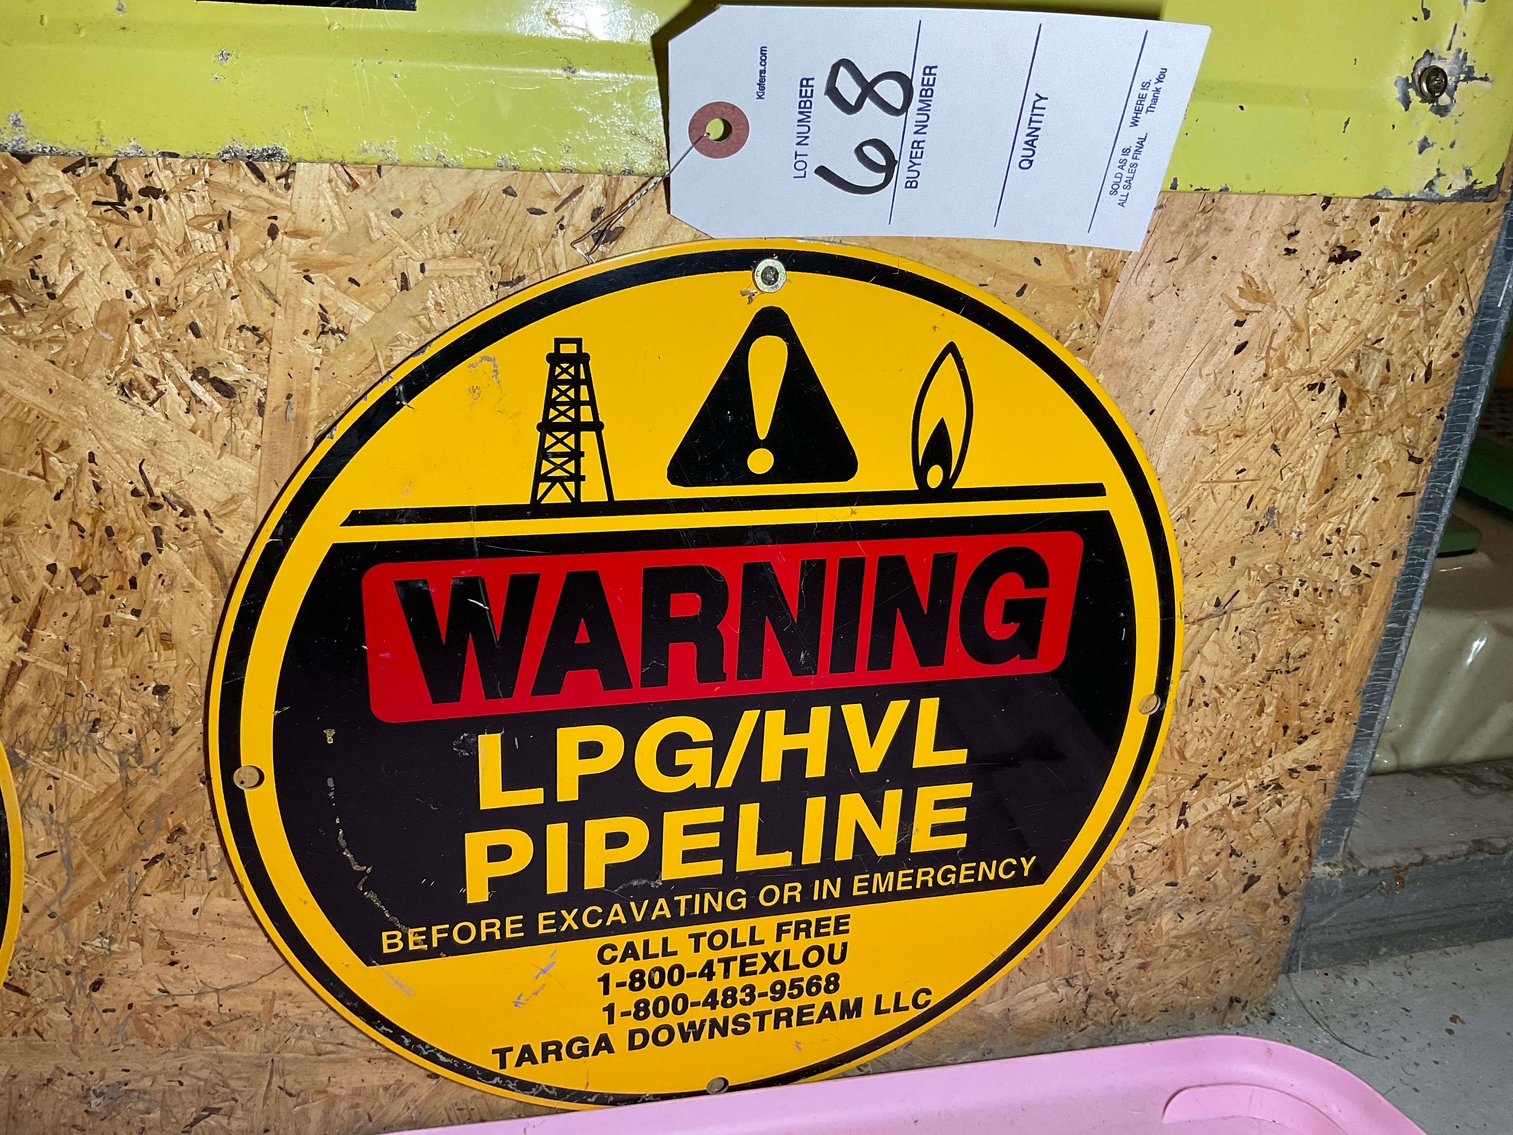 Kiefers.com
LOT NUMBER
68
BUYER NUMBER
QUANTITY
SOLD AS IS. WHERE IS.
ALL SALES FINAL Thank You
WARNING
LPG/HVL
PIPELINE
BEFORE EXCAVATING OR IN EMERGENCY
CALL TOLL FREE
1-800-4TEXLOU
1-800-483-9568
TARGA DOWNSTREAM LLC